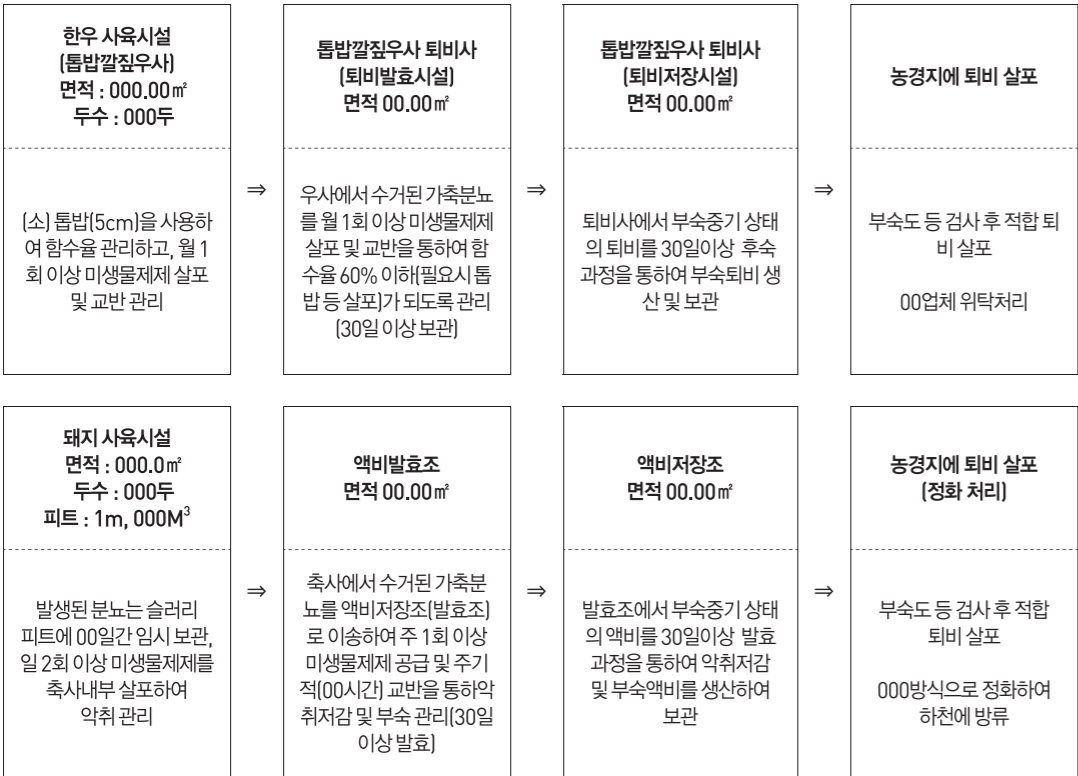 한우 사육시설
(톱밥깔짚우사)
면적 : 000.00㎡
두수 : 000두
(소) 톱밥(5cm)을 사용하
여 함수율 관리하고, 월 1
회 이상 미생물제제 살포
및 교반 관리
⇒
톱밥깔짚우사 퇴비사
(퇴비발효시설)
면적 00.00㎡
우사에서 수거된 가축분뇨
를 월 1회 이상 미생물제제
살포 및 교반을 통하여 함
수율 60% 이하(필요시 톱
밥 등 살포)가 되도록 관리
(30일 이상 보관)
⇒
톱밥깔짚우사 퇴비사
(퇴비저장시설)
면적 00.00㎡
퇴비사에서 부숙중기 상태
의 퇴비를 30일이상 후숙
과정을 통하여 부숙퇴비 생
산 및 보관
⇒
농경지에 퇴비 살포
부숙도 등 검사 후 적합 퇴
비 살포
00업체 위탁처리
돼지 사육시설
면적 : 000.0㎡
두수 : 000두
피트 : 1m, 000M³
발생된 분뇨는 슬러리
피트에 00일간 임시 보관,
일 2회 이상 미생물제제를
축사내부 살포하여
악취 관리
⇒
액비발효조
면적 00.00㎡
축사에서 수거된 가축분
뇨를 액비저장조(발효조)
로 이송하여 주 1회 이상
미생물제제 공급 및 주기
적(00시간) 교반을 통하악
취저감 및 부숙 관리(30일
이상 발효)
⇒
액비저장조
면적 00.00㎡
발효조에서 부숙중기 상태
의 액비를 30일이상 발효
과정을 통하여 악취저감
및 부숙액비를 생산하여
보관
⇒
농경지에 퇴비 살포
(정화 처리)
부숙도 등 검사 후 적합
퇴비 살포
000방식으로 정화하여
하천에 방류